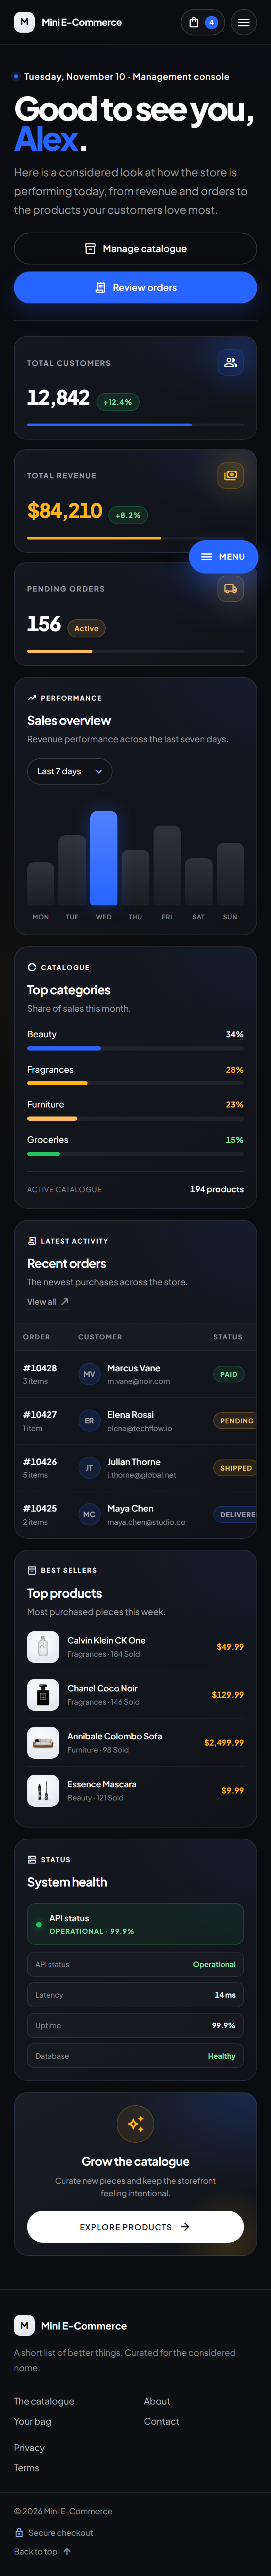 M Mini E-Commerce 4
Tuesday, November 10 · Management console
Good to see you,
Alex.
Here is a considered look at how the store is
performing today, from revenue and orders to
the products your customers love most.
Manage catalogue
Review orders
TOTAL CUSTOMERS
12,842 +12.4%
TOTAL REVENUE
$84,210 +8.2%
MENU
PENDING ORDERS
156 Active
PERFORMANCE
Sales overview
Revenue performance across the last seven days.
Last 7 days
MON TUE WED THU FRI SAT SUN
CATALOGUE
Top categories
Share of sales this month.
Beauty 34%
Fragrances 28%
Furniture 23%
Groceries 15%
ACTIVE CATALOGUE 194 products
LATEST ACTIVITY
Recent orders
The newest purchases across the store.
View all
ORDER CUSTOMER STATUS
#10428 MV Marcus Vane PAID
3 items m.vane@noir.com
#10427 ER Elena Rossi PENDING
1 item elena@techflow.io
#10426 JT Julian Thorne SHIPPED
5 items j.thorne@global.net
#10425 MC Maya Chen DELIVERE
2 items maya.chen@studio.co
BEST SELLERS
Top products
Most purchased pieces this week.
Calvin Klein CK One $49.99
Fragrances · 184 Sold
Chanel Coco Noir $129.99
Fragrances · 146 Sold
Annibale Colombo Sofa $2,499.99
Furniture · 98 Sold
Essence Mascara $9.99
Beauty · 121 Sold
STATUS
System health
API status
OPERATIONAL · 99.9%
API status Operational
Latency 14 ms
Uptime 99.9%
Database Healthy
Grow the catalogue
Curate new pieces and keep the storefront
feeling intentional.
EXPLORE PRODUCTS
M Mini E-Commerce
A short list of better things. Curated for the considered
home.
The catalogue About
Your bag Contact
Privacy
Terms
© 2026 Mini E-Commerce
Secure checkout
Back to top